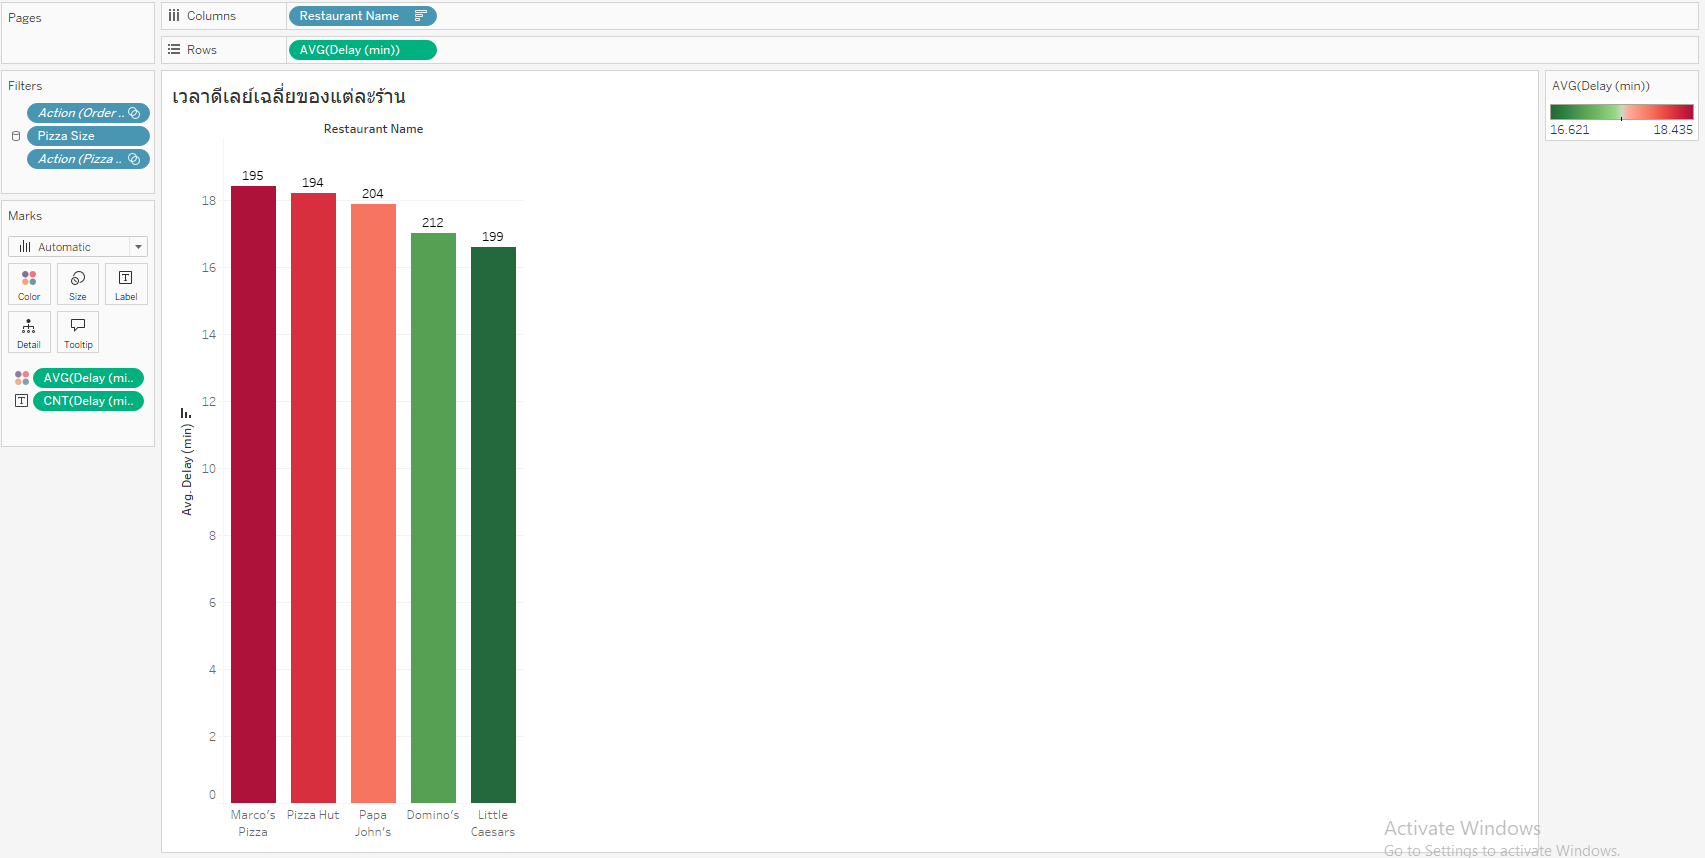 Pages
Columns
Restaurant Name
Rows
AVG(Delay (min))
Filters
Action (Order ..
Pizza Size
Action (Pizza ..
Marks
Automatic
Color
Size
Label
Detail
Tooltip
AVG(Delay (mi..
CNT(Delay (mi..
เวลาดีเลย์เฉลี่ยของแต่ละร้าน
Restaurant Name
195
194
204
212
199
18
16
14
12
10
8
6
4
2
0
Avg. Delay (min)
Marco's
Pizza
Pizza Hut
Papa
John's
Domino's
Little
Caesars
AVG(Delay (min))
16.621
18.435
Activate Windows
Go to Settings to activate Windows.